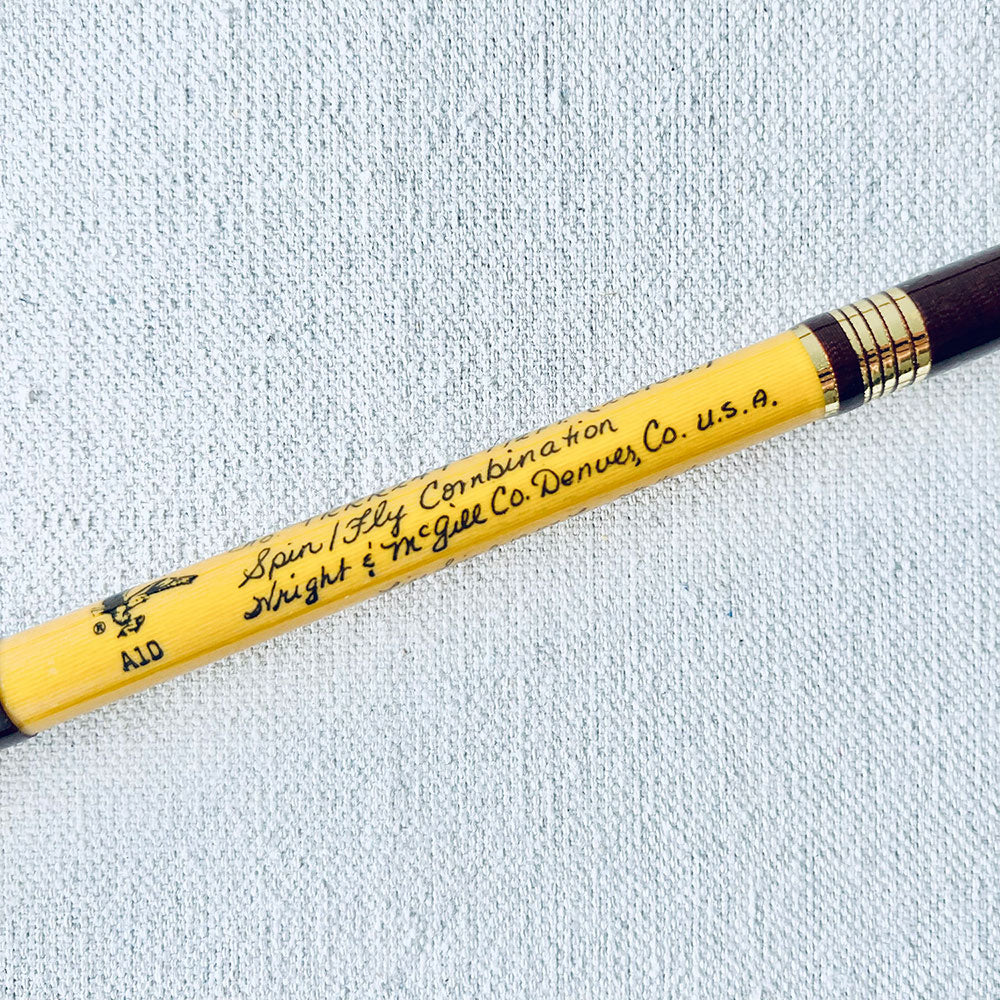 Spin / Fly Combination
Wright & McGill Co. Denver, Co. U.S.A.
®
A10